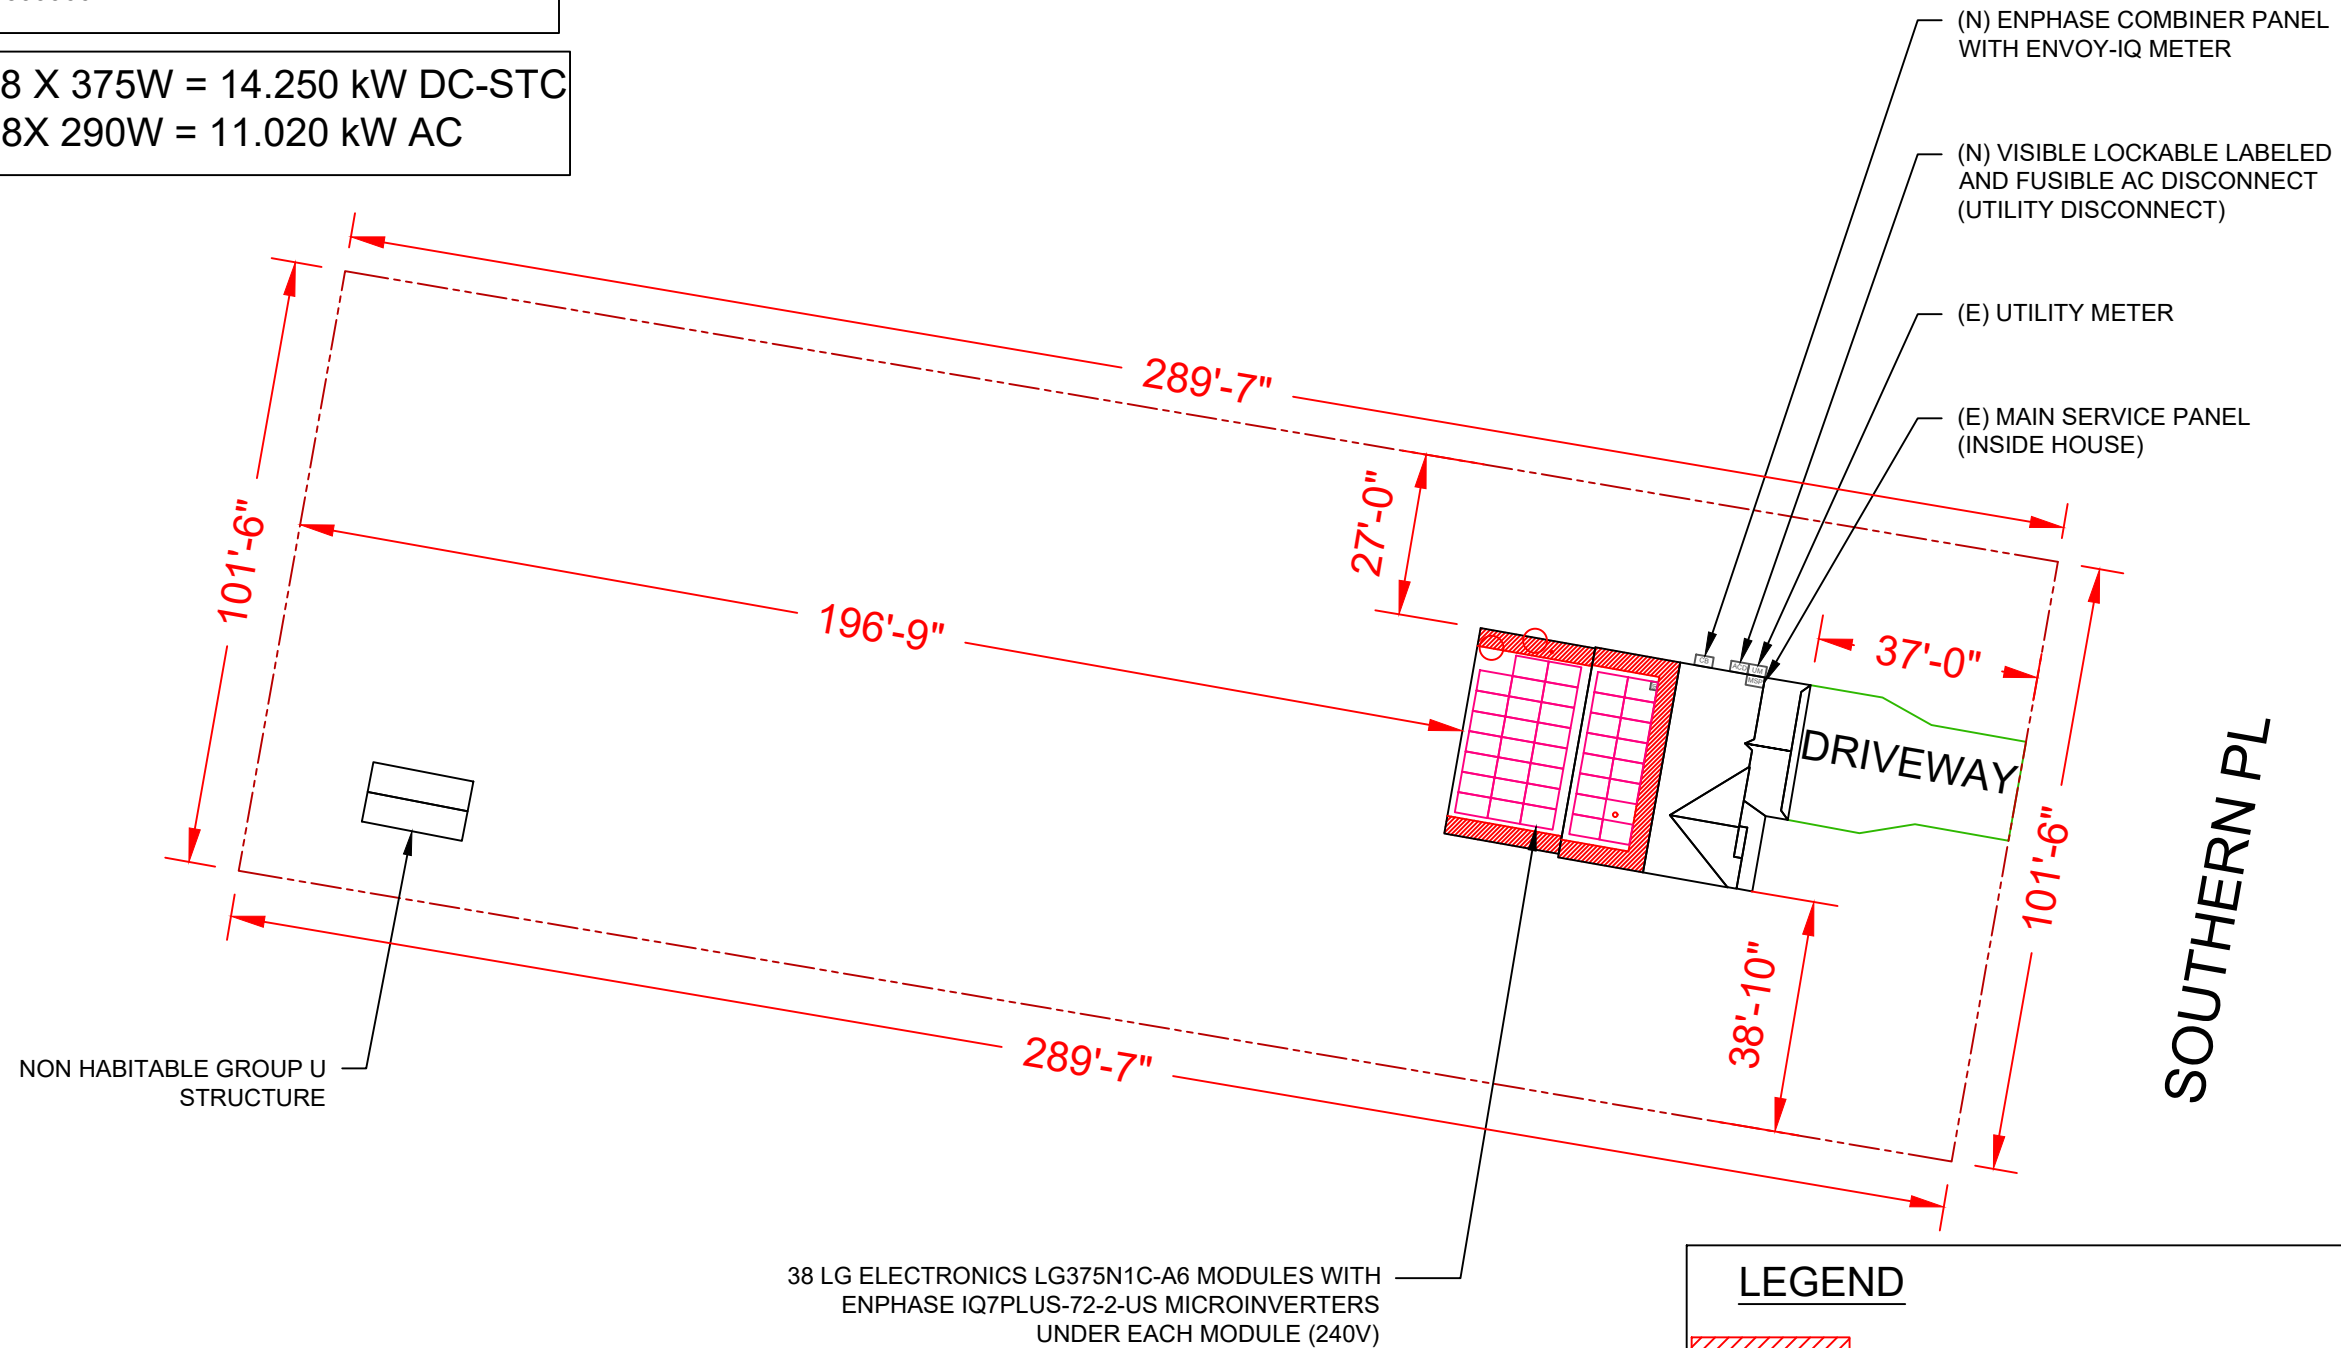 8 X 375W = 14.250 kW DC-STC
8X 290W = 11.020 kW AC
(N) ENPHASE COMBINER PANEL
WITH ENVOY-IQ METER
(N) VISIBLE LOCKABLE LABELED
AND FUSIBLE AC DISCONNECT
(UTILITY DISCONNECT)
(E) UTILITY METER
(E) MAIN SERVICE PANEL
(INSIDE HOUSE)
289'-7"
27'-0"
101'-6"
196'-9"
37'-0"
CB
ACD
UM
MSP
DRIVEWAY
SOUTHERN PL
101'-6"
38'-10"
289'-7"
NON HABITABLE GROUP U
STRUCTURE
38 LG ELECTRONICS LG375N1C-A6 MODULES WITH
ENPHASE IQ7PLUS-72-2-US MICROINVERTERS
UNDER EACH MODULE (240V)
LEGEND